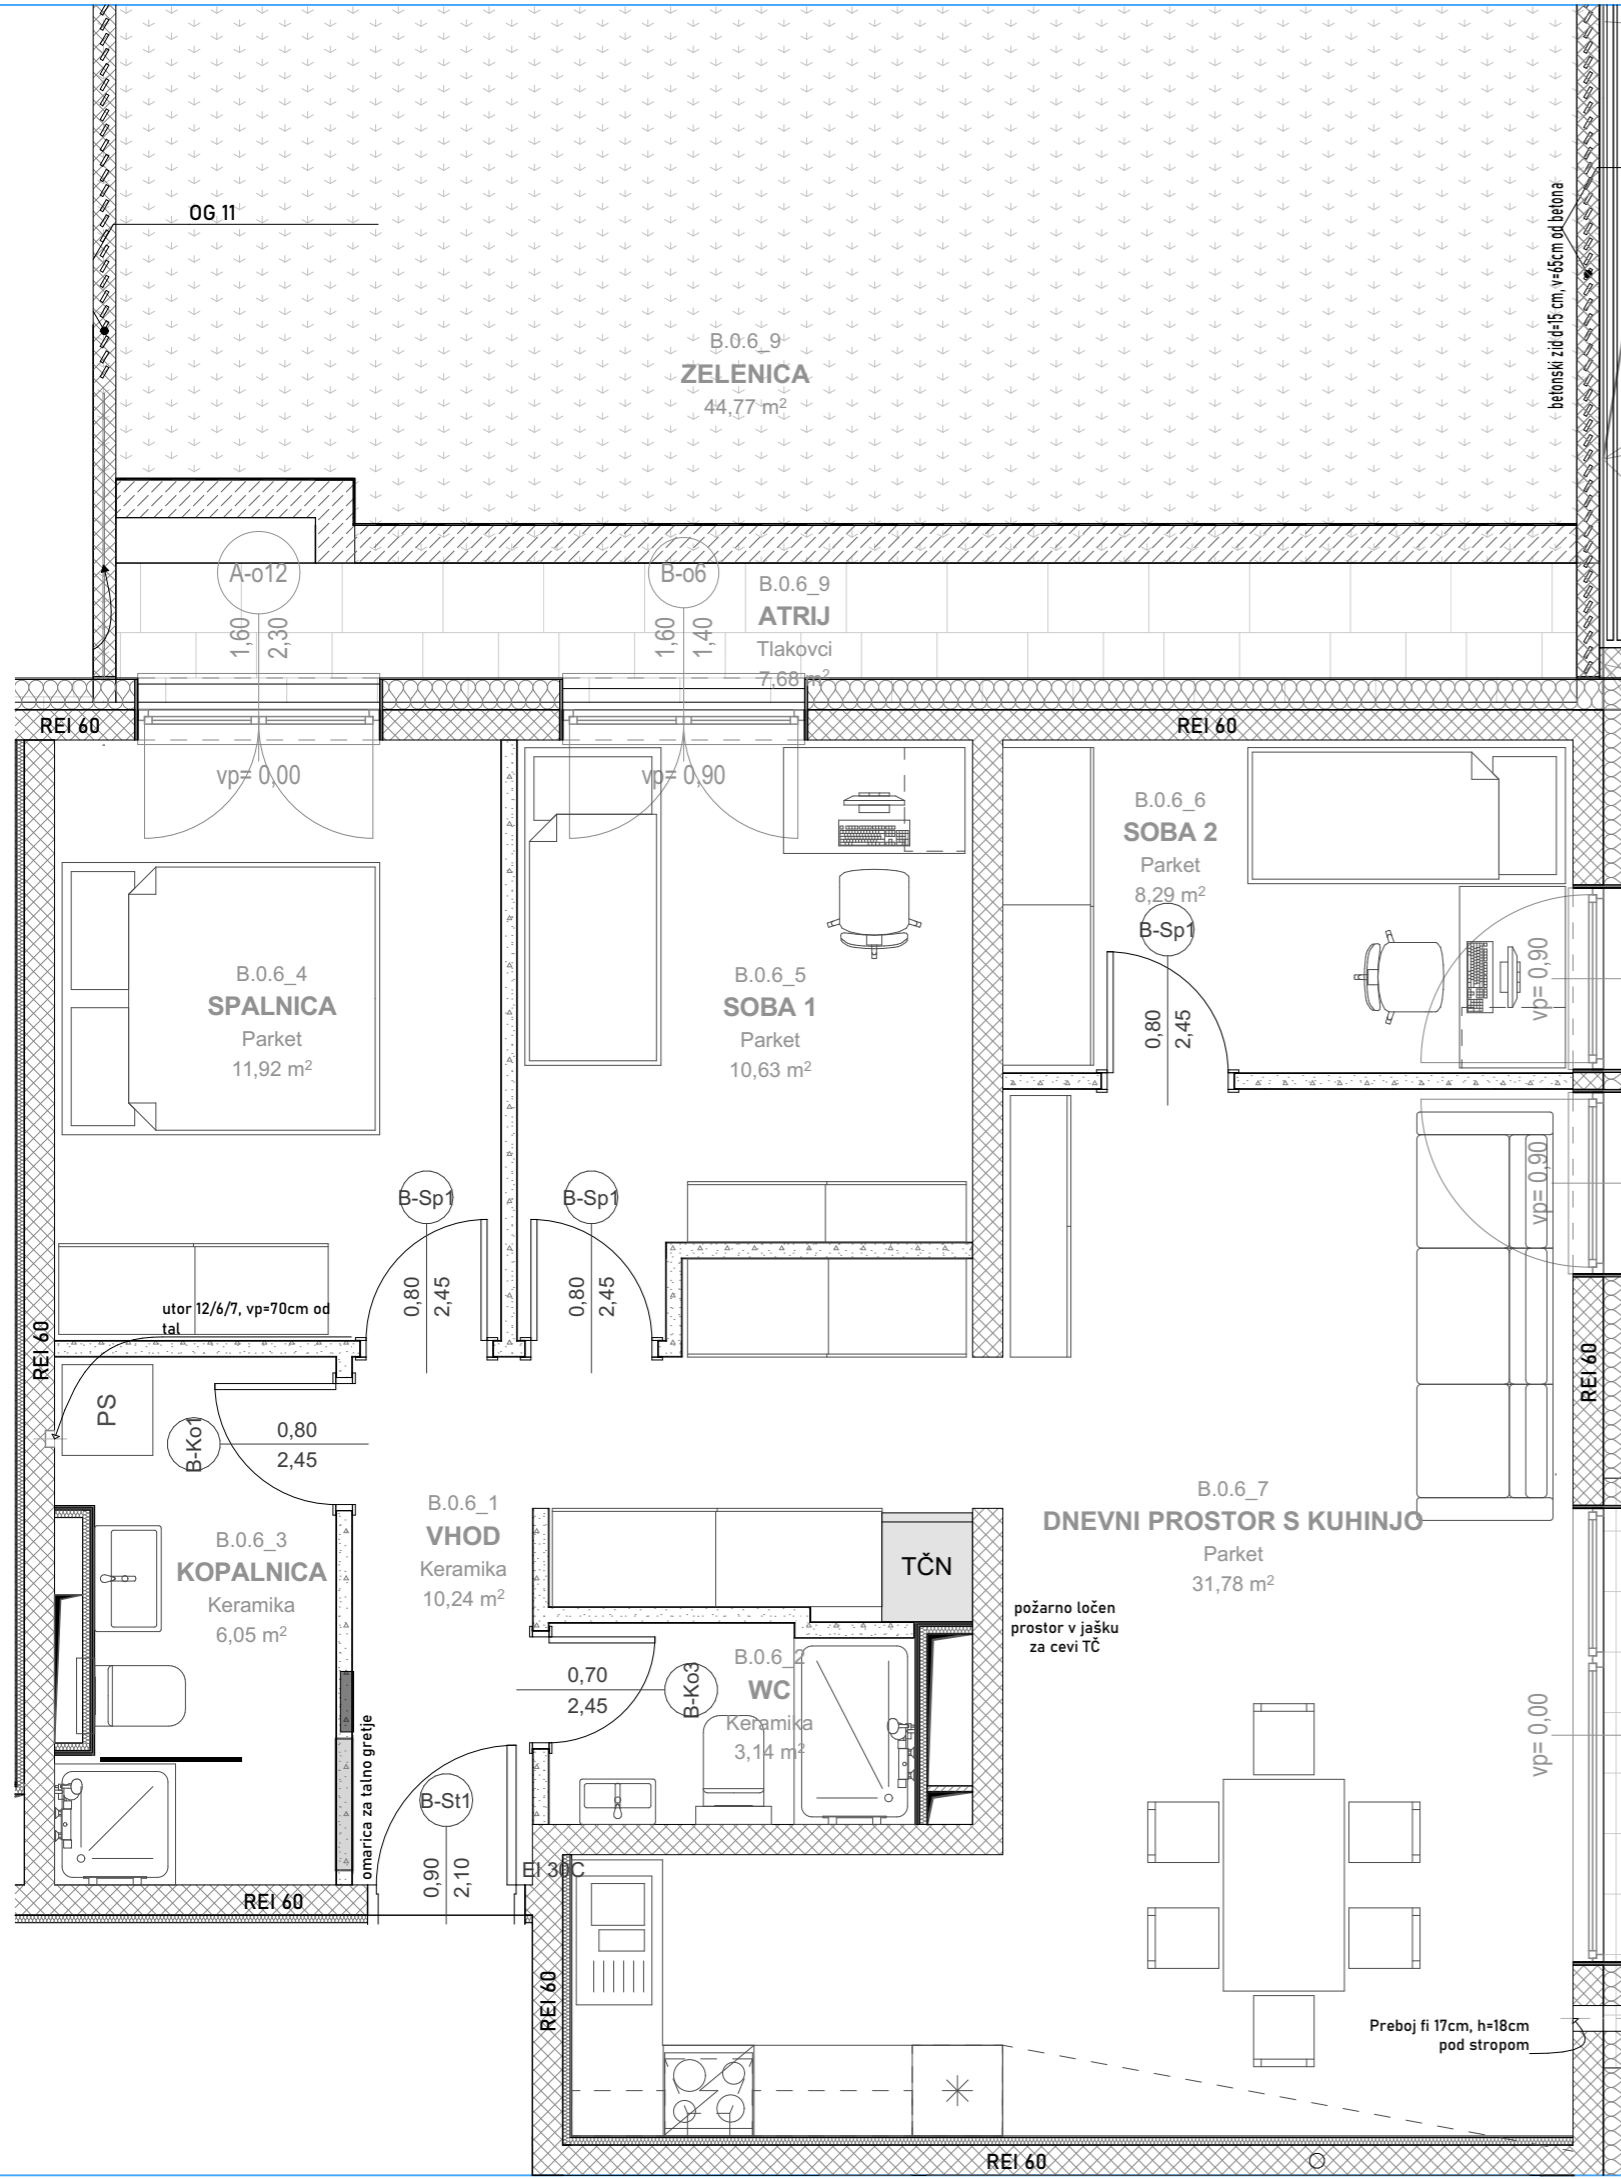 OG 11
betonski zid d=15 cm, v=65cm od betona
B.0.6_9
ZELENICA
44,77 m²
A-o12
1,60
2,30
B-o6
1,60
1,40
B.0.6_9
ATRIJ
Tlakovci
7,68 m²
REI 60
REI 60
vp= 0,00
vp= 0,90
B.0.6_6
SOBA 2
Parket
8,29 m²
B-Sp1
0,80
2,45
vp= 0,90
B.0.6_4
SPALNICA
Parket
11,92 m²
B.0.6_5
SOBA 1
Parket
10,63 m²
vp= 0,90
B-Sp1
0,80
2,45
B-Sp1
0,80
2,45
utor 12/6/7, vp=70cm od
tal
REI 60
REI 60
PS
B-Ko1
0,80
2,45
B.0.6_1
VHOD
Keramika
10,24 m²
B.0.6_7
DNEVNI PROSTOR S KUHINJO
Parket
31,78 m²
B.0.6_3
KOPALNICA
Keramika
6,05 m²
TČN
požarno ločen
prostor v jašku
za cevi TČ
B.0.6_2
WC
Keramika
3,14 m²
0,70
2,45
B-Ko3
vp= 0,00
omarica za talno gretje
B-St1
0,90
2,10
EI 30C
REI 60
REI 60
Preboj fi 17cm, h=18cm
pod stropom
REI 60